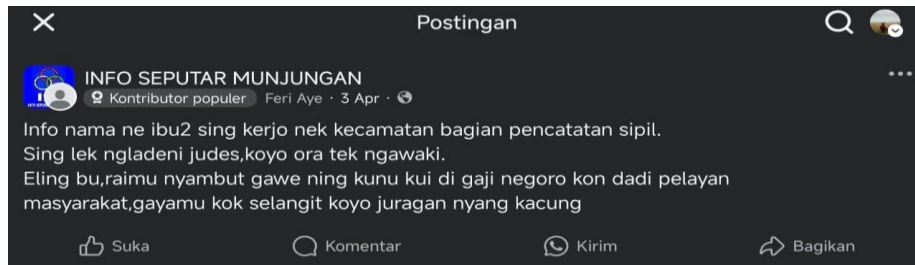 Postingan
INFO SEPUTAR MUNJUNGAN
Kontributor populer Feri Aye · 3 Apr ·
Info nama ne ibu2 sing kerjo nek kecamatan bagian pencatatan sipil.
Sing lek ngladeni judes,koyo ora tek ngawaki.
Eling bu,raimu nyambut gawe ning kunu kui di gaji negoro kon dadi pelayan
masyarakat,gayamu kok selangit koyo juragan nyang kacung
Suka Komentar Kirim Bagikan